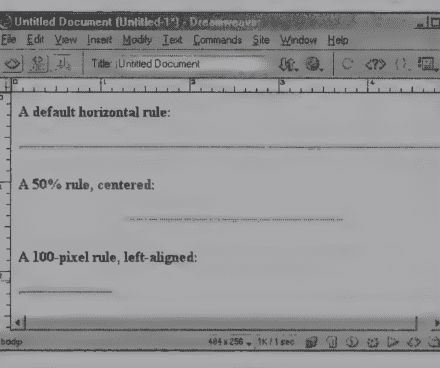 Untitled Document (Untitled-1*) - Dreamweaver
File Edit View Insert Modify Text Commands Site Window Help
Title: Untitled Document
A default horizontal rule:
A 50% rule, centered:
A 100-pixel rule, left-aligned:
484 x 256 1K / 1 sec